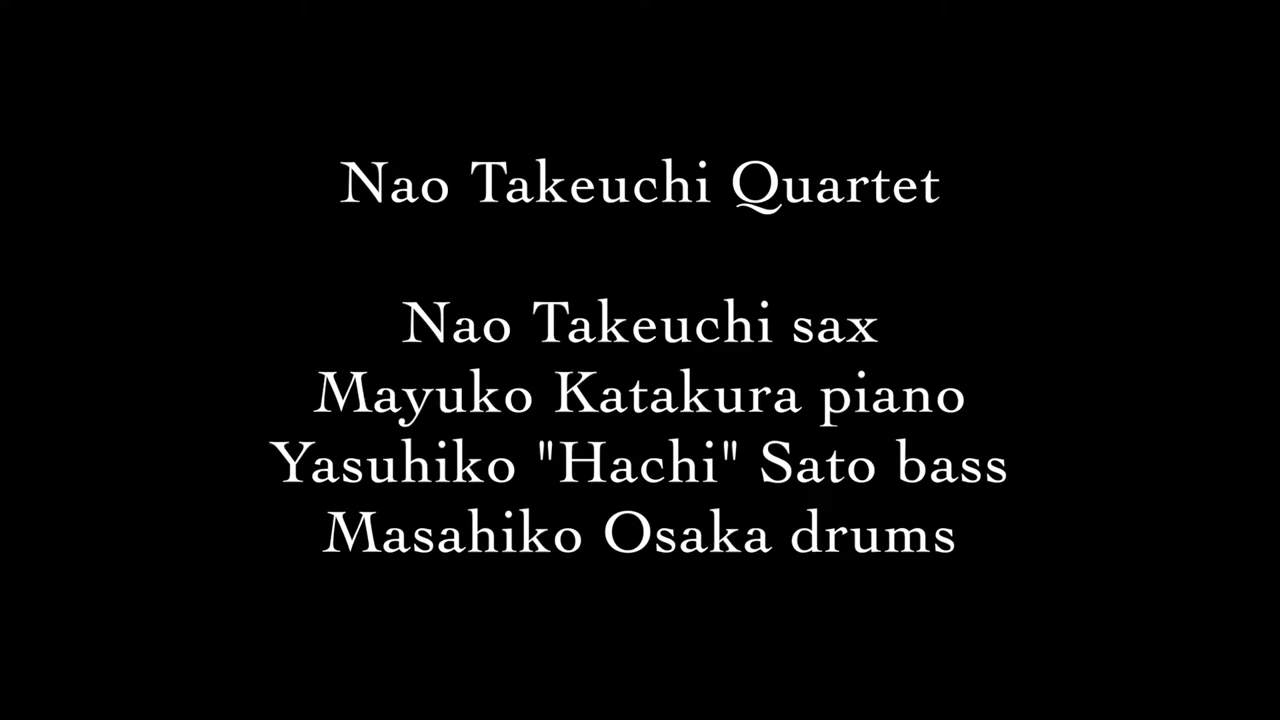 Nao Takeuchi Quartet
Nao Takeuchi sax
Mayuko Katakura piano
Yasuhiko "Hachi" Sato bass
Masahiko Osaka drums